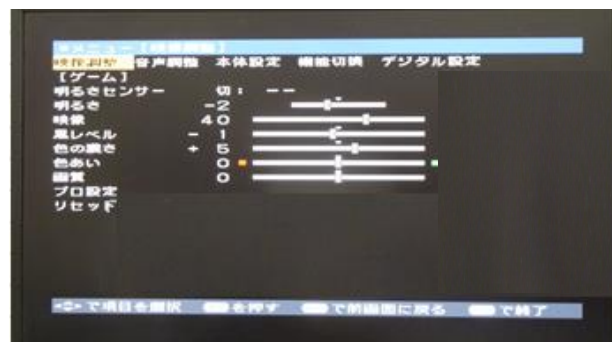 メニュー [映像調整]
映像調整 音声調整 本体設定 機能切換 デジタル設定
[ゲーム]
明るさセンサー 切: --
明るさ -2
映像 40
黒レベル - 1
色の濃さ + 5
色あい 0
画質 0
プロ設定
リセット
で項目を選択 を押す で前画面に戻る で終了